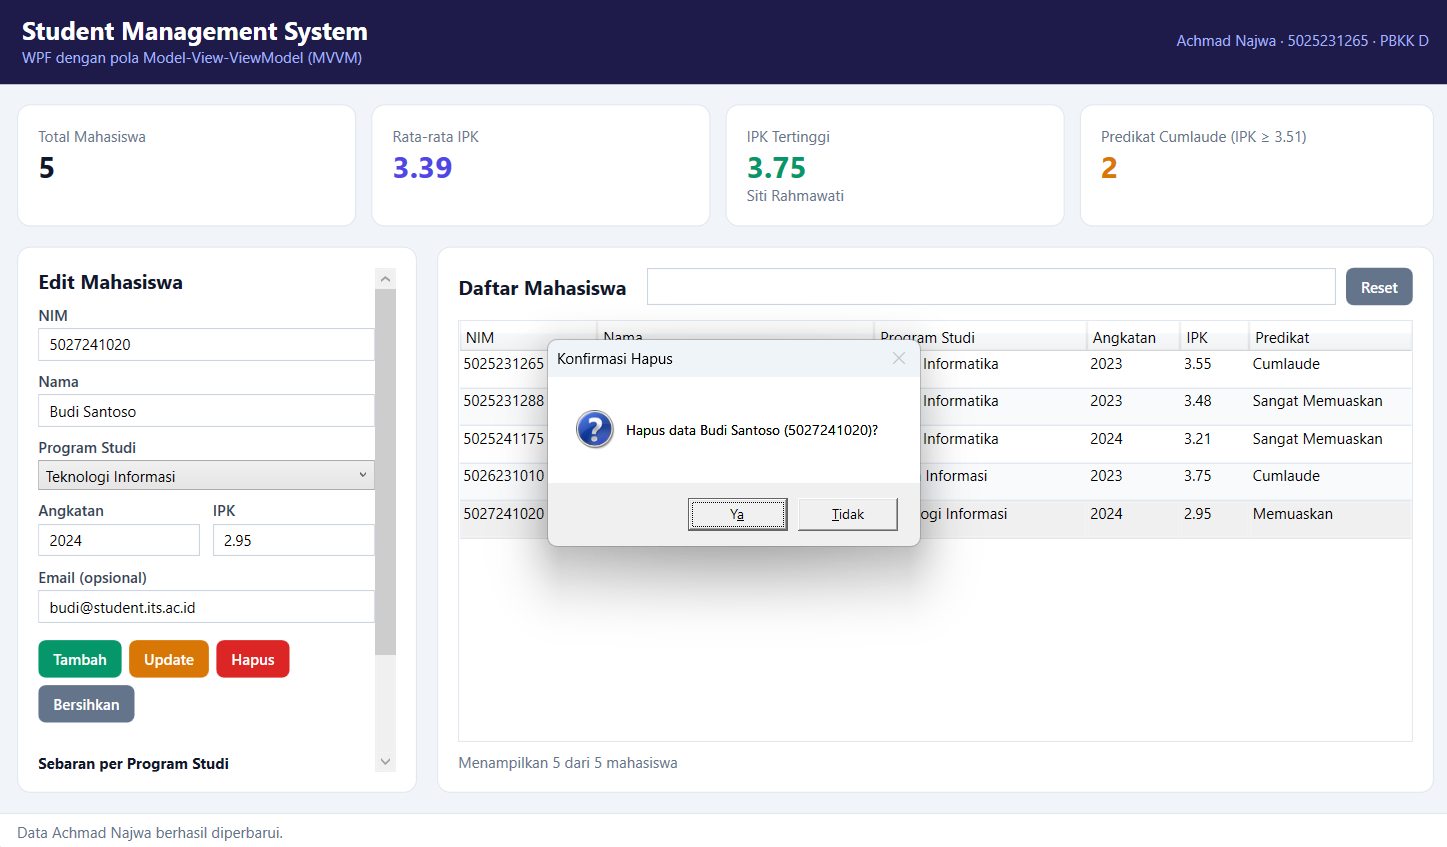 Student Management System
WPF dengan pola Model-View-ViewModel (MVVM)
Achmad Najwa · 5025231265 · PBKK D
Total Mahasiswa
5
Rata-rata IPK
3.39
IPK Tertinggi
3.75
Siti Rahmawati
Predikat Cumlaude (IPK ≥ 3.51)
2
Edit Mahasiswa
NIM
5027241020
Nama
Budi Santoso
Program Studi
Teknologi Informasi
Angkatan IPK
2024 2.95
Email (opsional)
budi@student.its.ac.id
Tambah Update Hapus
Bersihkan
Sebaran per Program Studi
Daftar Mahasiswa Reset
NIM Nama Program Studi Angkatan IPK Predikat
5025231265 Informatika 2023 3.55 Cumlaude
5025231288 Informatika 2023 3.48 Sangat Memuaskan
5025241175 Informatika 2024 3.21 Sangat Memuaskan
5026231010 Informasi 2023 3.75 Cumlaude
5027241020 ogi Informasi 2024 2.95 Memuaskan
Konfirmasi Hapus
Hapus data Budi Santoso (5027241020)?
Ya Tidak
Menampilkan 5 dari 5 mahasiswa
Data Achmad Najwa berhasil diperbarui.